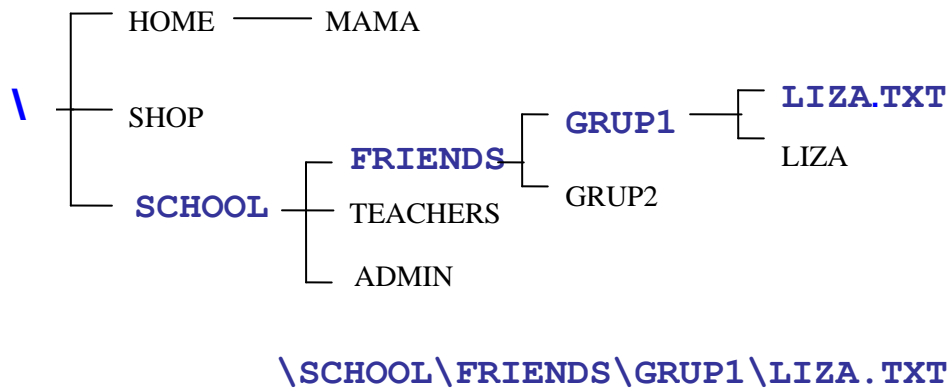 HOME MAMA
LIZA.TXT
\
SHOP
GRUP1
FRIENDS
LIZA
SCHOOL
TEACHERS
GRUP2
ADMIN
\SCHOOL\FRIENDS\GRUP1\LIZA.TXT